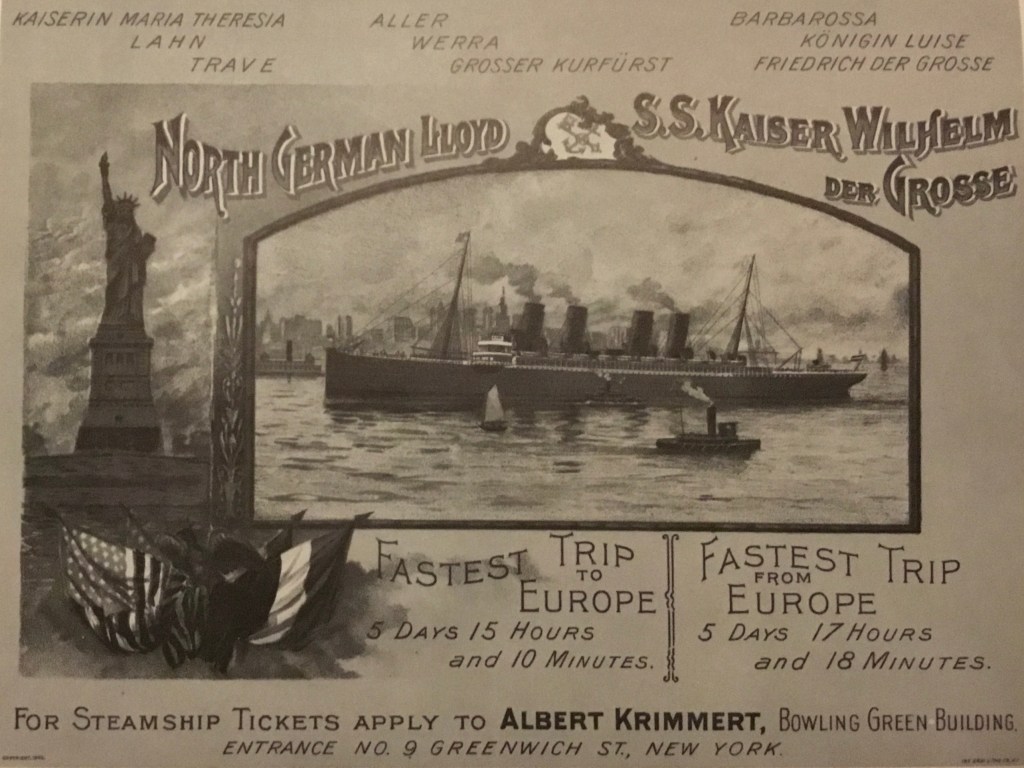 KAISERIN MARIA THERESIA
LAHN
TRAVE
ALLER
WERRA
GROSSER KURFÜRST
BARBAROSSA
KÖNIGIN LUISE
FRIEDRICH DER GROSSE
NORTH GERMAN LLOYD
S.S. KAISER WILHELM
DER GROSSE
FASTEST TRIP
TO
EUROPE
5 DAYS 15 HOURS
and 10 MINUTES.
FASTEST TRIP
FROM
EUROPE
5 DAYS 17 HOURS
and 18 MINUTES.
FOR STEAMSHIP TICKETS APPLY TO ALBERT KRIMMERT, BOWLING GREEN BUILDING,
ENTRANCE NO. 9 GREENWICH ST., NEW YORK.